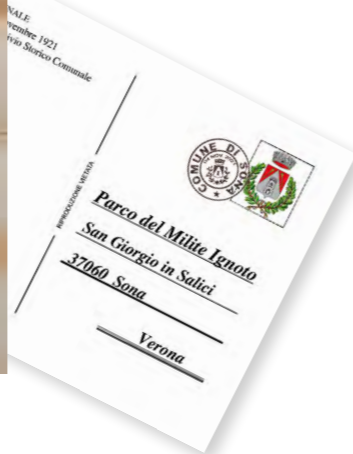 NALE
vembre 1921
ivio Storico Comunale
RIPRODUZIONE VIETATA
COMUNE DI SONA
Parco del Milite Ignoto
San Giorgio in Salici
37060 Sona
Verona